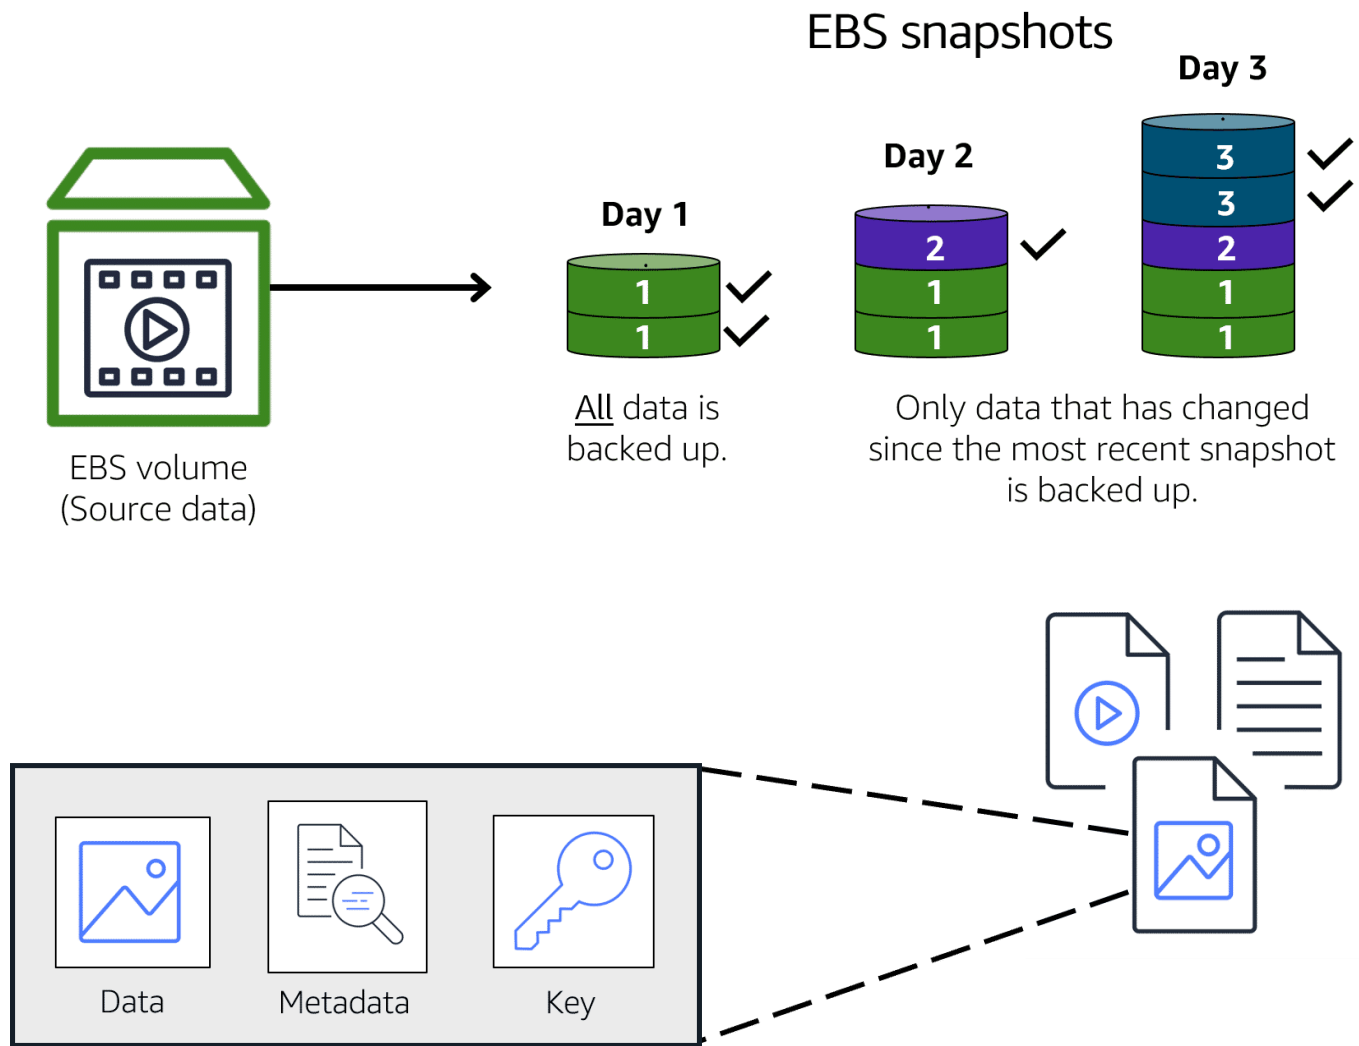 EBS snapshots
Day 1
Day 2
Day 3
1
1
2
1
1
3
3
2
1
1
EBS volume
(Source data)
All data is
backed up.
Only data that has changed
since the most recent snapshot
is backed up.
Data
Metadata
Key